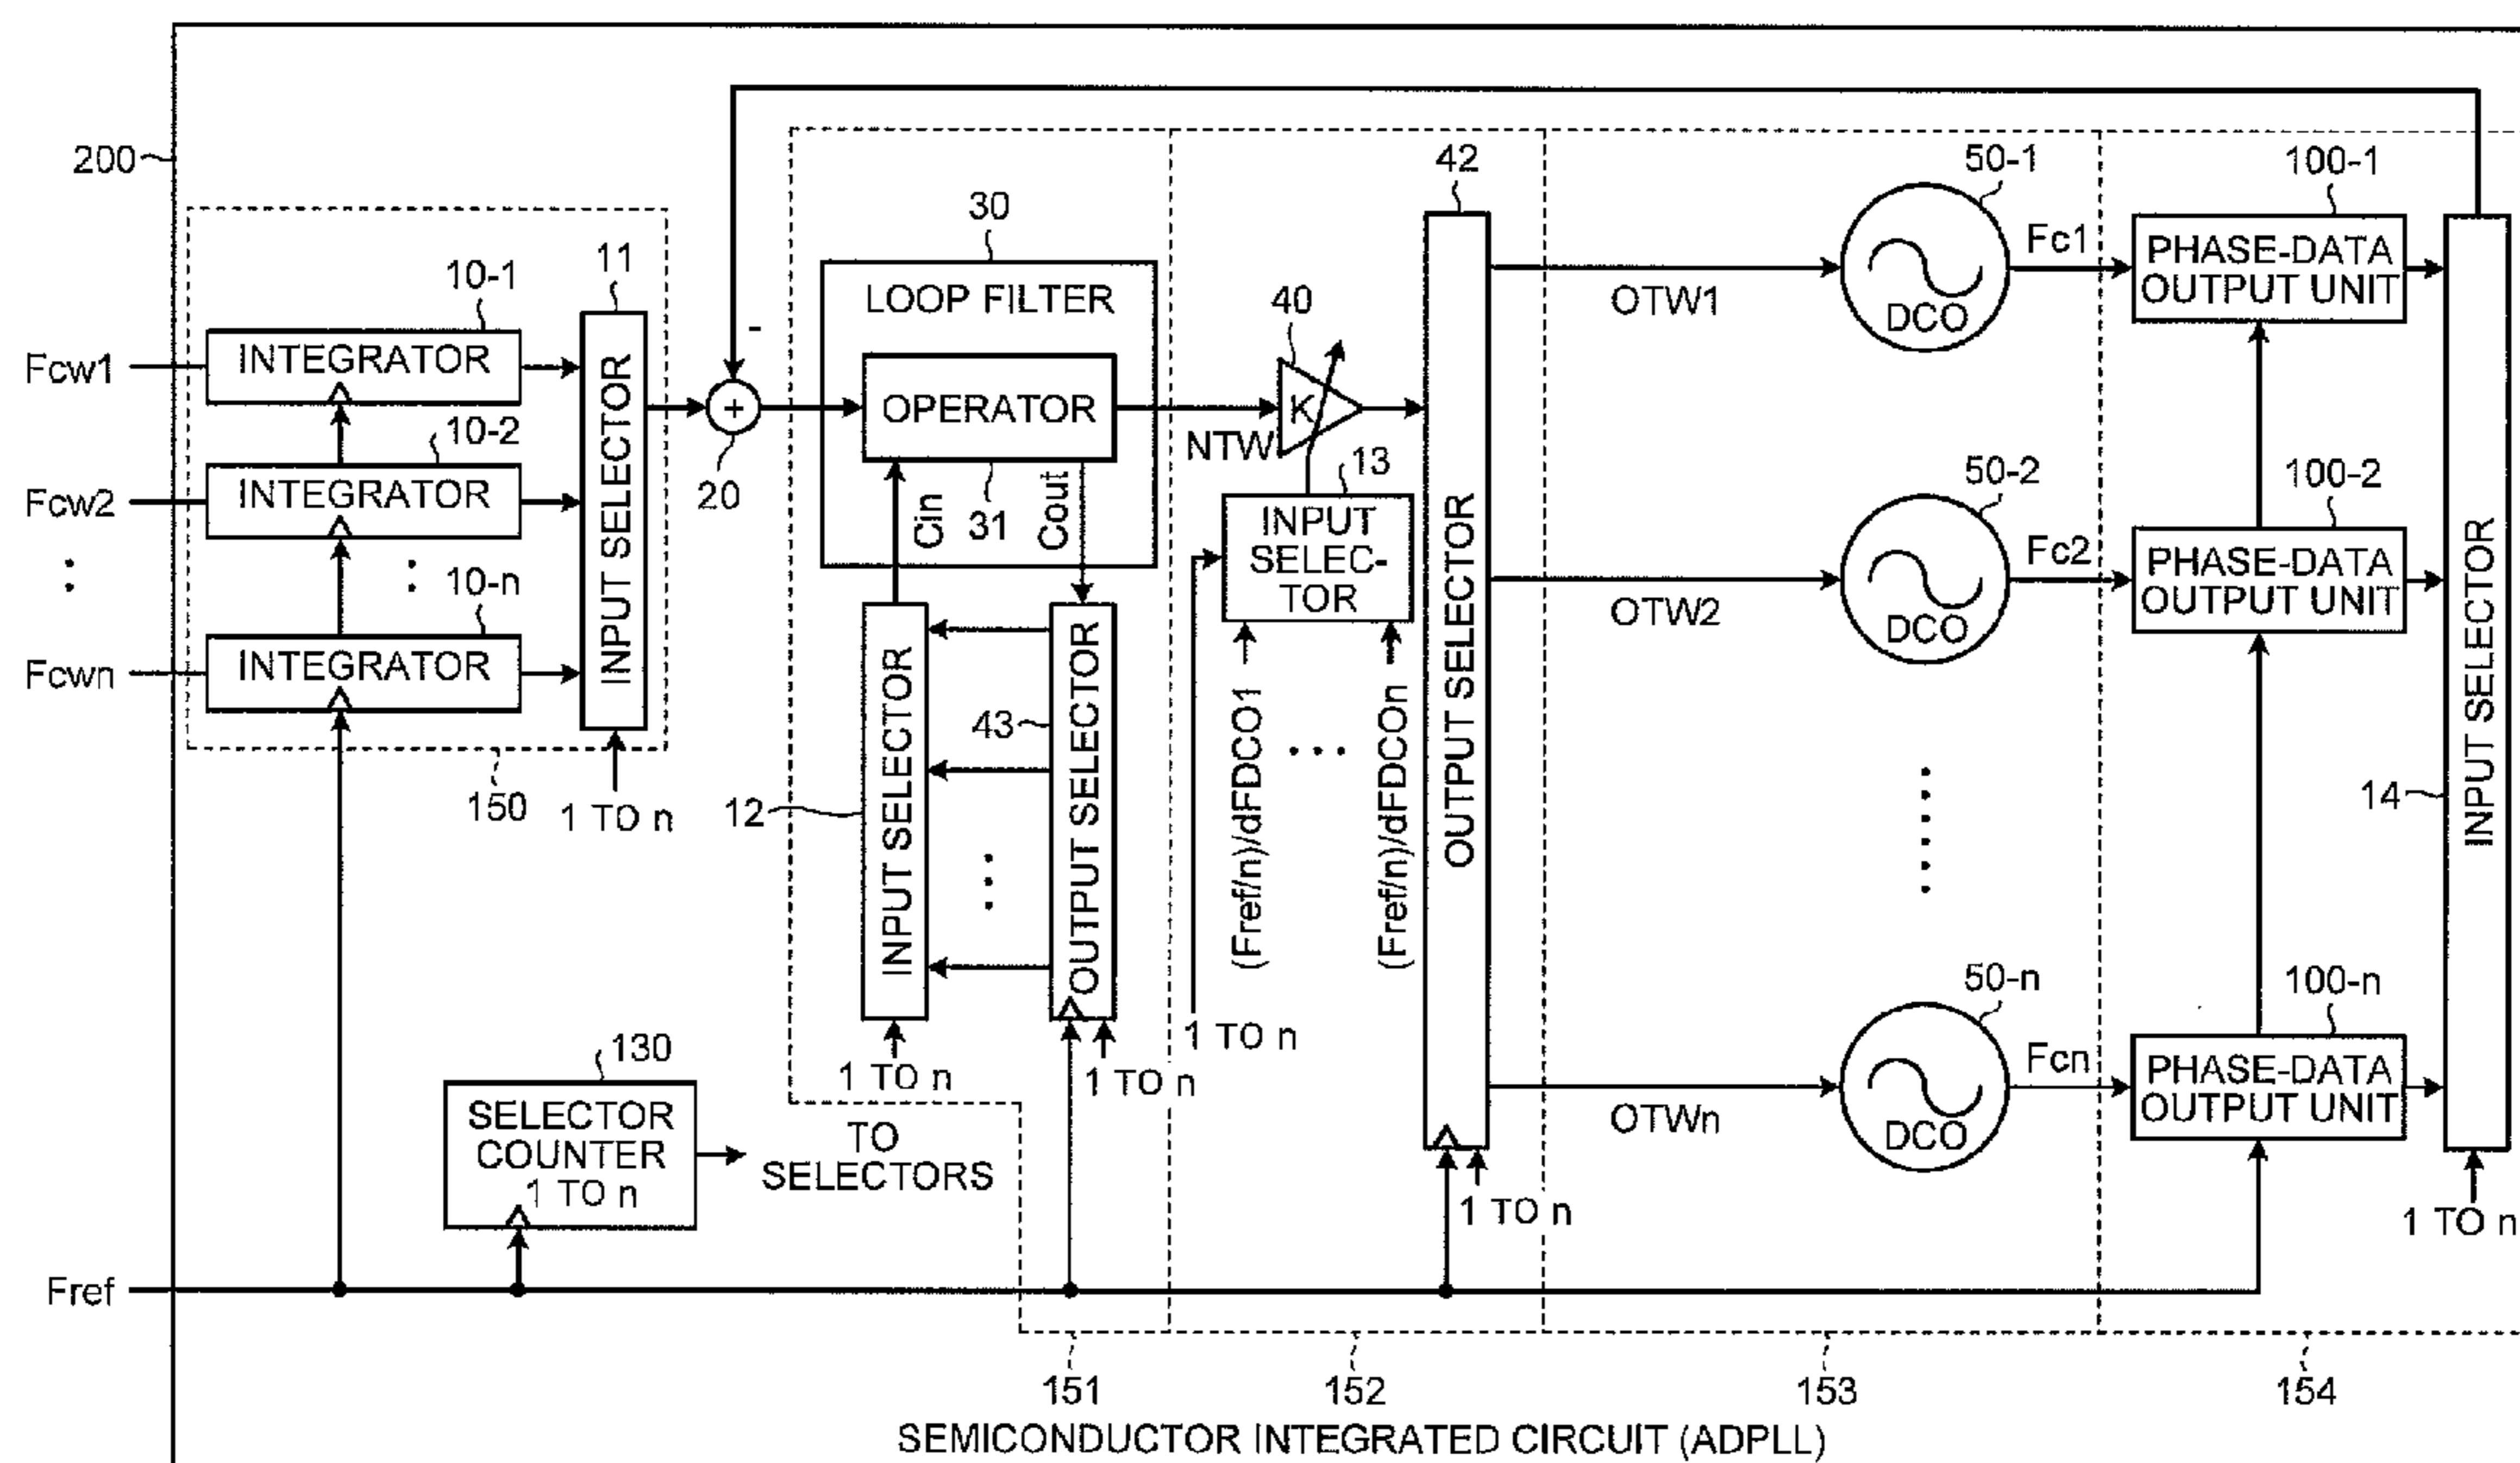 200
Fcw1
Fcw2
:
Fcwn
Fref
10-1
INTEGRATOR
10-2
INTEGRATOR
:
10-n
INTEGRATOR
11
INPUT SELECTOR
150
1 TO n
-
+
20
30
LOOP FILTER
OPERATOR
Cin
31
Cout
12
INPUT SELECTOR
1 TO n
43
OUTPUT SELECTOR
1 TO n
130
SELECTOR
COUNTER
1 TO n
TO
SELECTORS
NTW
40
K
13
INPUT
SELEC-
TOR
(Fref/n)/dFDCO1
...
(Fref/n)/dFDCOn
1 TO n
42
OUTPUT SELECTOR
1 TO n
OTW1
OTW2
OTWn
50-1
DCO
Fc1
50-2
DCO
Fc2
50-n
DCO
Fcn
100-1
PHASE-DATA
OUTPUT UNIT
100-2
PHASE-DATA
OUTPUT UNIT
100-n
PHASE-DATA
OUTPUT UNIT
14
INPUT SELECTOR
1 TO n
151
152
153
154
SEMICONDUCTOR INTEGRATED CIRCUIT (ADPLL)